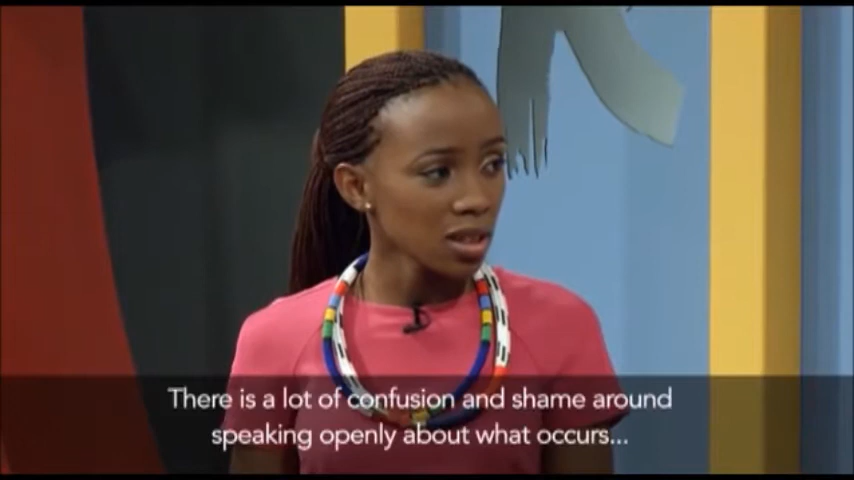 There is a lot of confusion and shame around
speaking openly about what occurs...